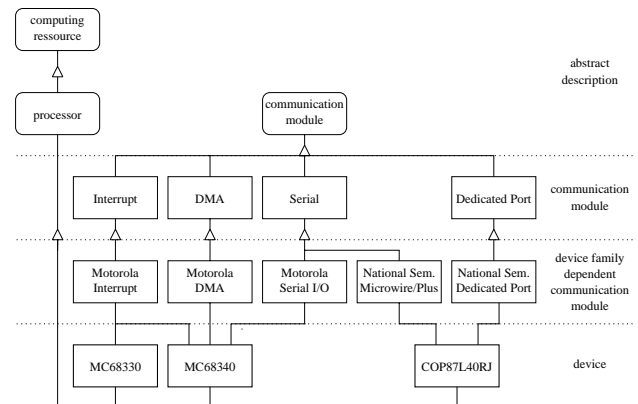 computing
ressource
abstract
description
processor
communication
module
Interrupt
DMA
Serial
Dedicated Port
communication
module
Motorola
Interrupt
Motorola
DMA
Motorola
Serial I/O
National Sem.
Microwire/Plus
National Sem.
Dedicated Port
device family
dependent
communication
module
MC68330
MC68340
COP87L40RJ
device